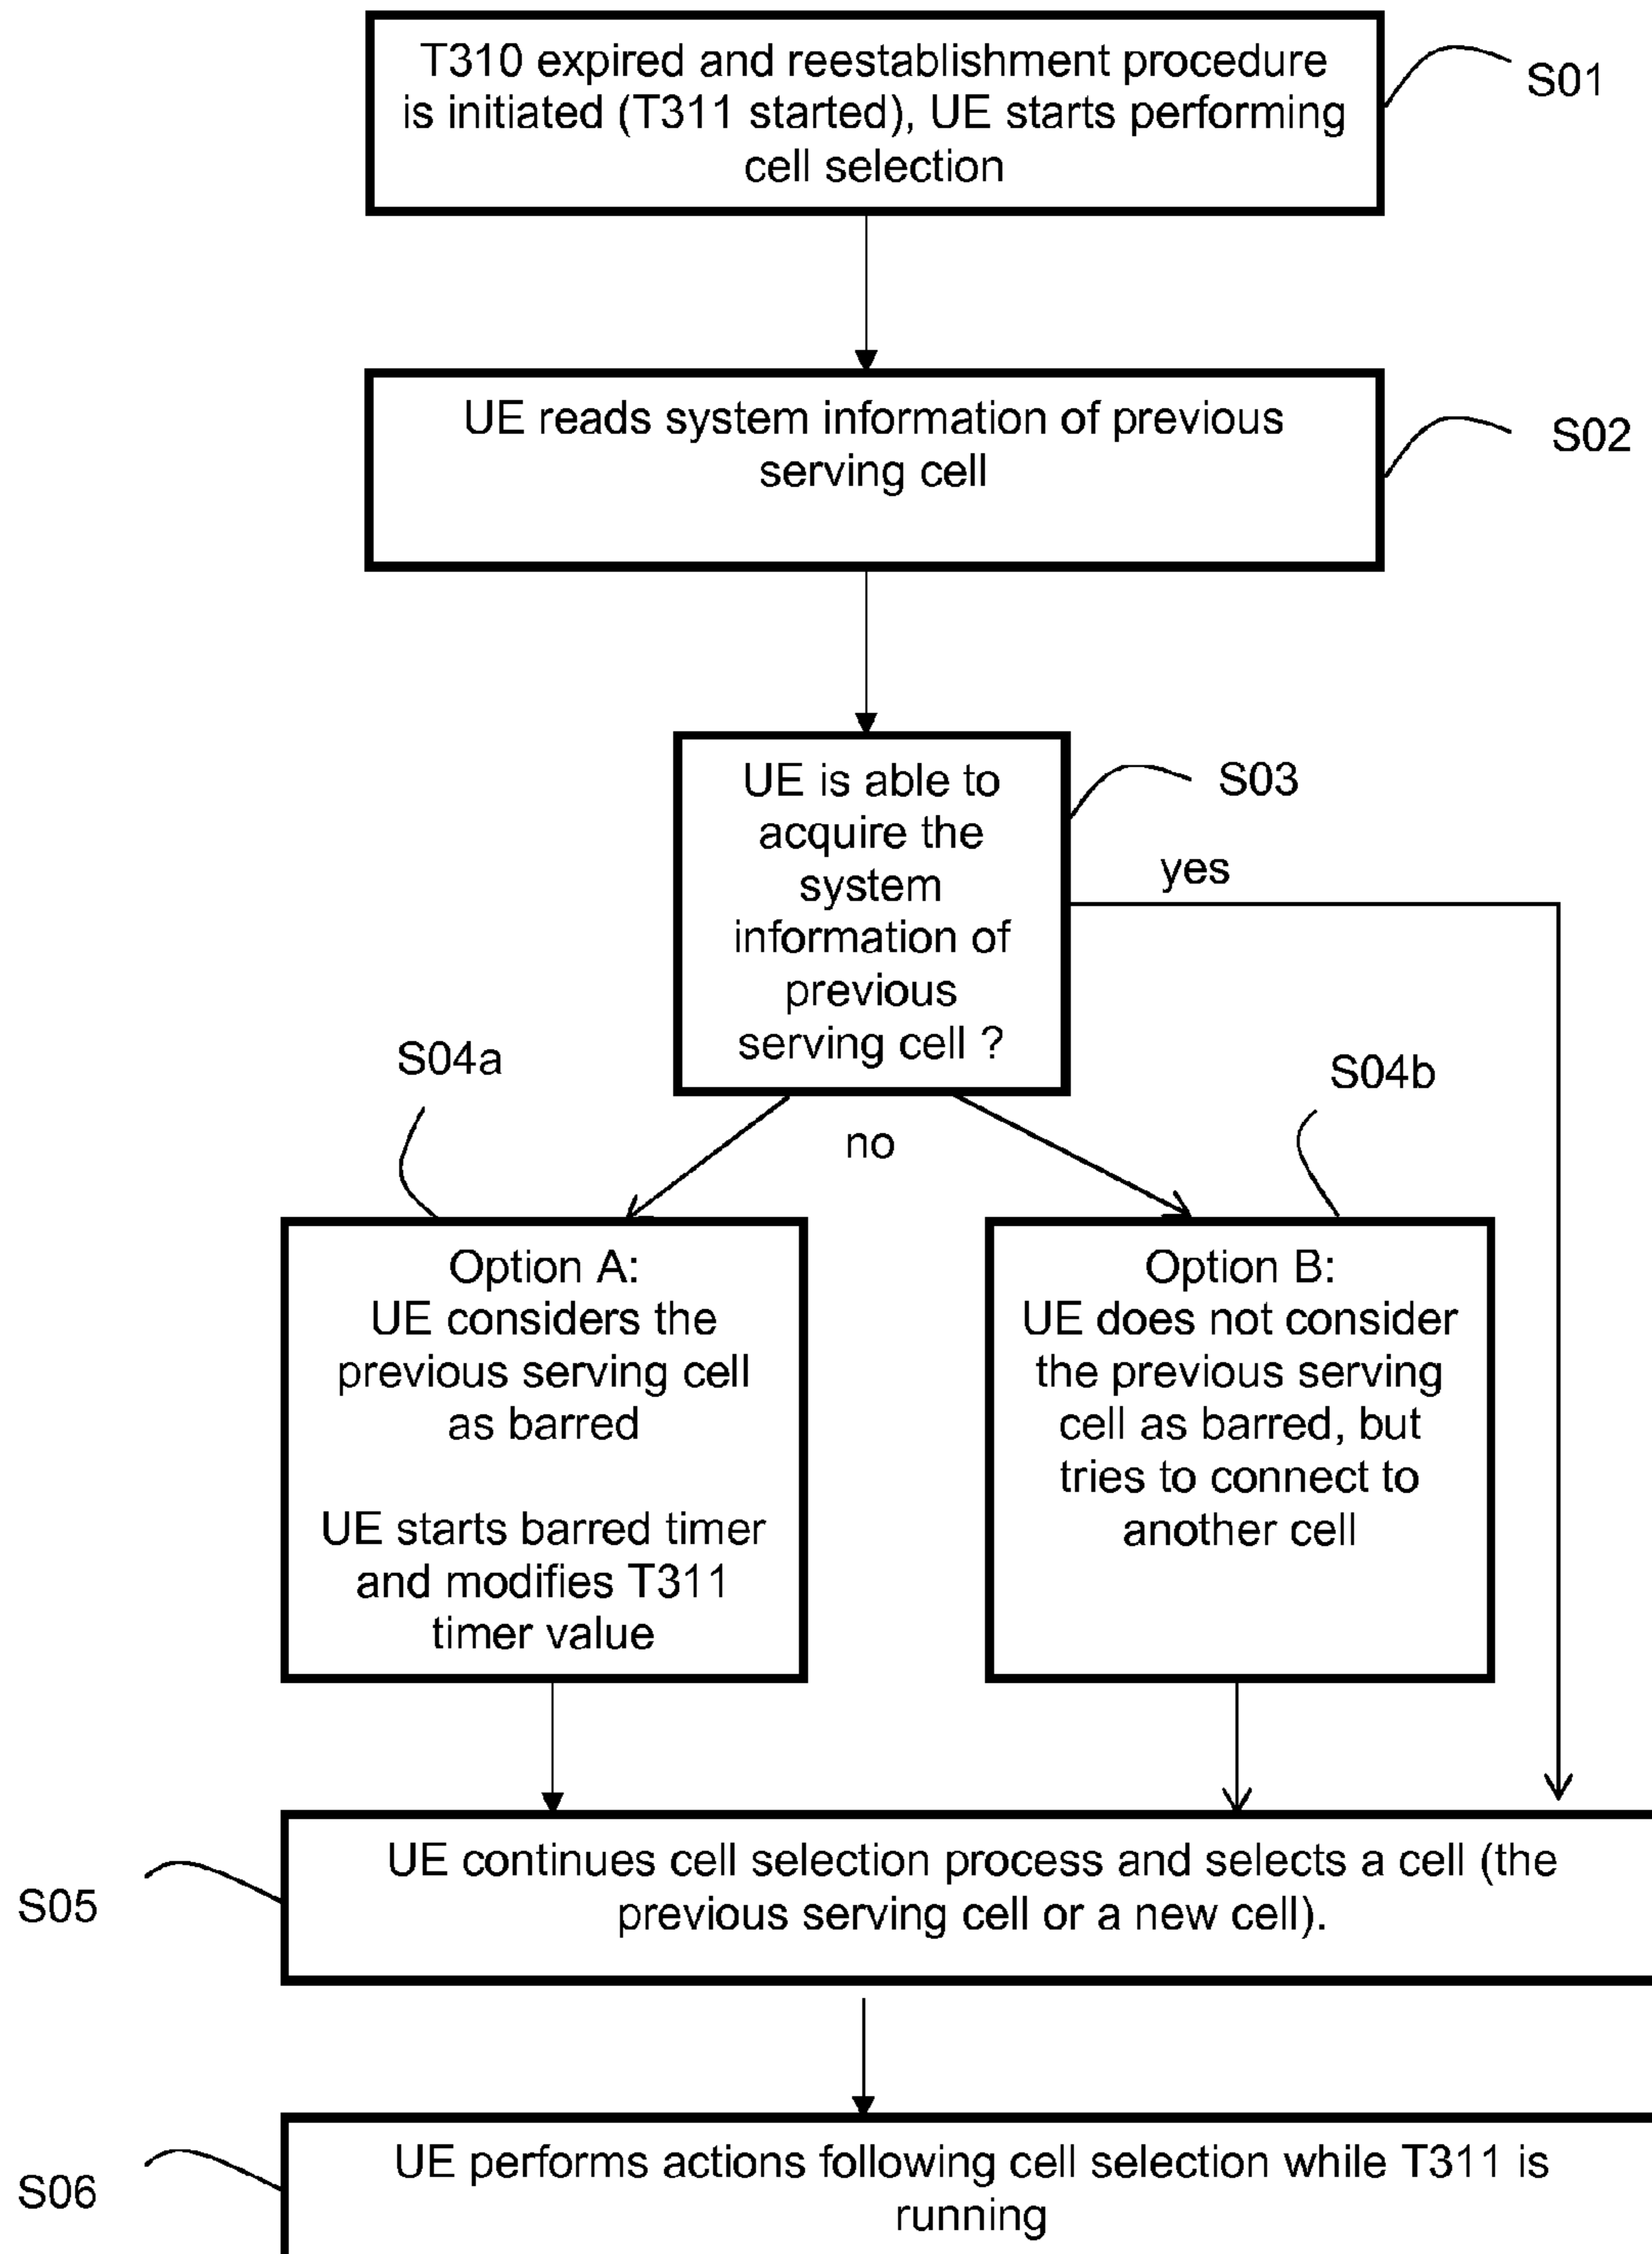 T310 expired and reestablishment procedure
is initiated (T311 started), UE starts performing
cell selection
S01
UE reads system information of previous
serving cell
S02
UE is able to
acquire the
system
information of
previous
serving cell ?
S03
yes
no
S04a
S04b
Option A:
UE considers the
previous serving cell
as barred
UE starts barred timer
and modifies T311
timer value
Option B:
UE does not consider
the previous serving
cell as barred, but
tries to connect to
another cell
UE continues cell selection process and selects a cell (the
previous serving cell or a new cell).
S05
UE performs actions following cell selection while T311 is
running
S06